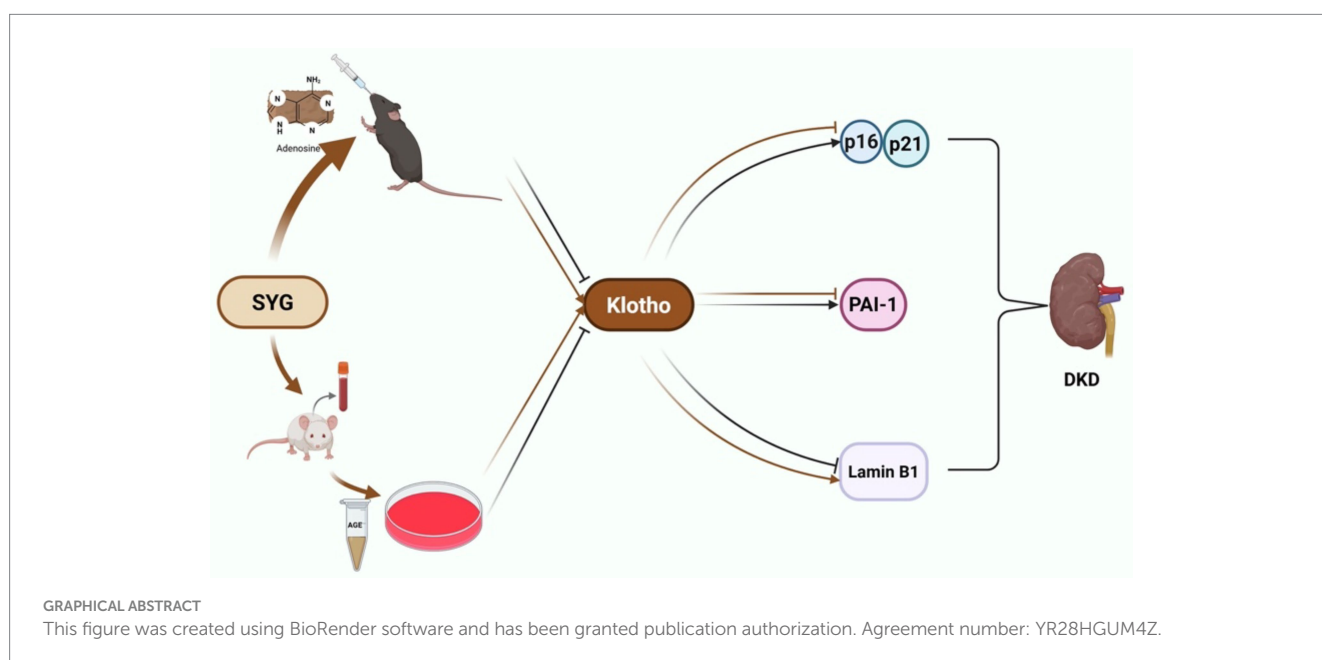 NH₂
N
N
N
H
N
Adenosine
p16
p21
SYG
Klotho
PAI-1
DKD
Lamin B1
AGE
GRAPHICAL ABSTRACT
This figure was created using BioRender software and has been granted publication authorization. Agreement number: YR28HGUM4Z.